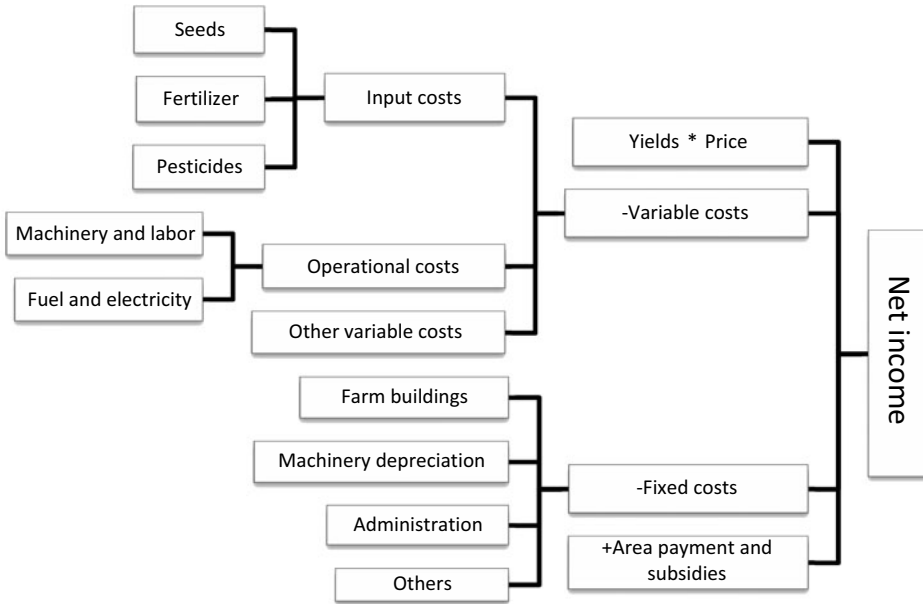 Seeds
Fertilizer
Pesticides
Input costs
Machinery and labor
Fuel and electricity
Operational costs
Other variable costs
Farm buildings
Machinery depreciation
Administration
Others
Yields * Price
-Variable costs
-Fixed costs
+Area payment and
subsidies
Net income